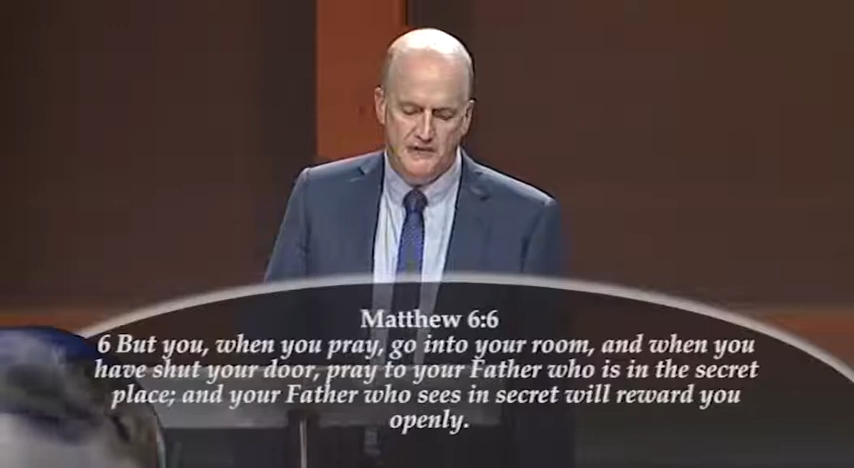 Matthew 6:6
6 But you, when you pray, go into your room, and when you
have shut your door, pray to your Father who is in the secret
place; and your Father who sees in secret will reward you
openly.